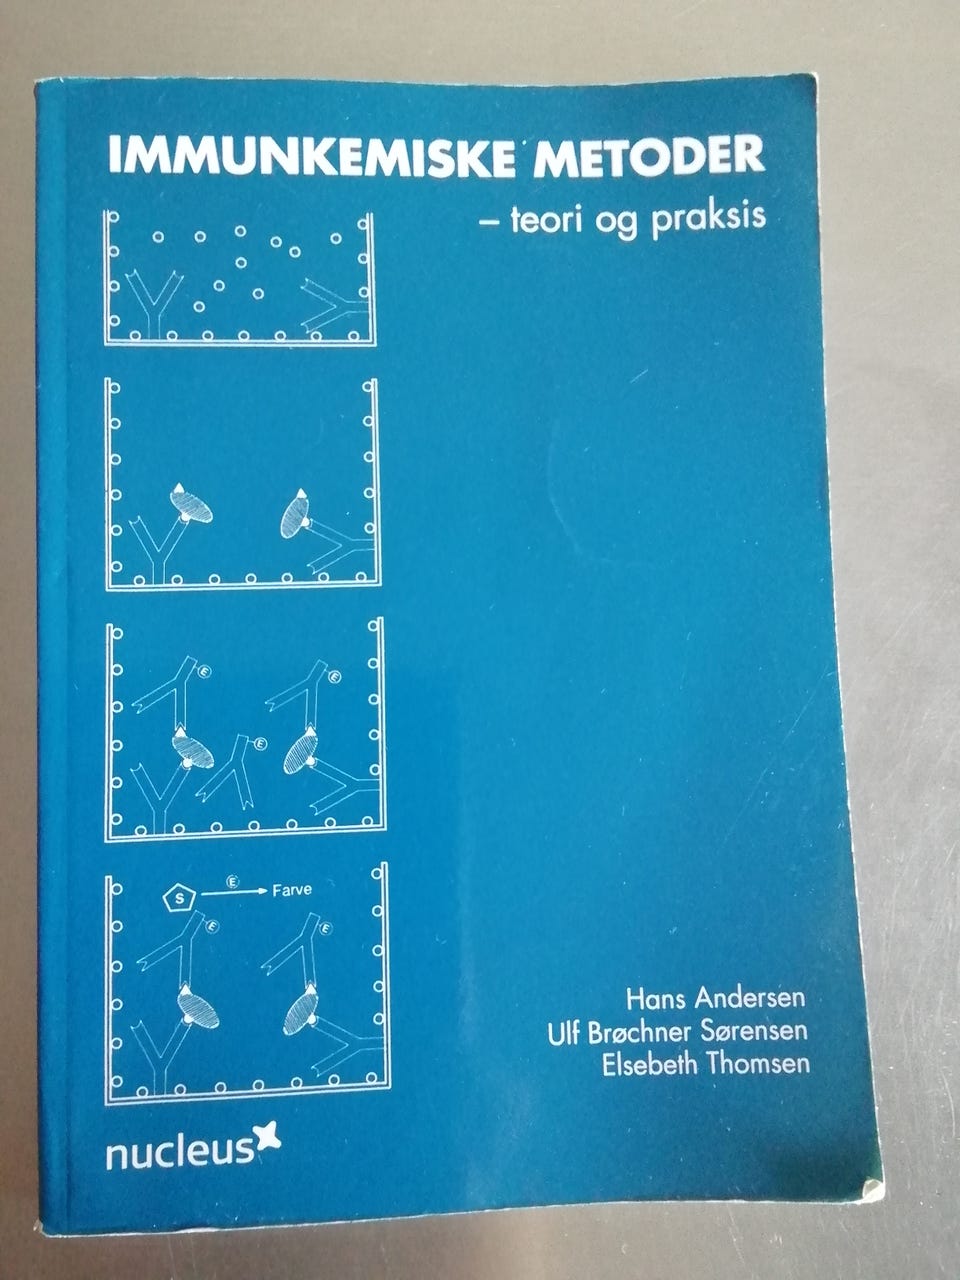 IMMUNKEMISKE METODER
– teori og praksis
E
E
E
S
E
Farve
E
E
Hans Andersen
Ulf Brøchner Sørensen
Elsebeth Thomsen
nucleus